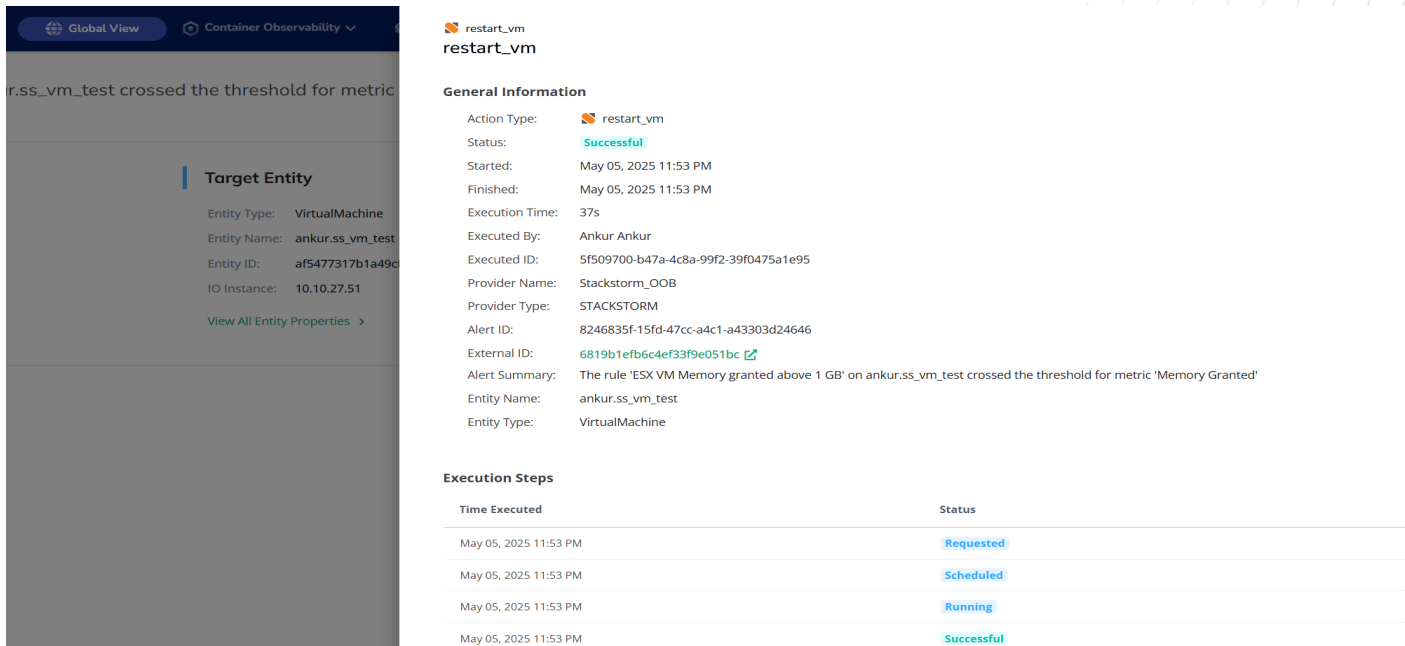 Global View
Container Observability
r.ss_vm_test crossed the threshold for metric
Target Entity
Entity Type: VirtualMachine
Entity Name: ankur.ss_vm_test
Entity ID: af5477317b1a49c
IO Instance: 10.10.27.51
View All Entity Properties
restart_vm
restart_vm
General Information
Action Type: restart_vm
Status: Successful
Started: May 05, 2025 11:53 PM
Finished: May 05, 2025 11:53 PM
Execution Time: 37s
Executed By: Ankur Ankur
Executed ID: 5f509700-b47a-4c8a-99f2-39f0475a1e95
Provider Name: Stackstorm_OOB
Provider Type: STACKSTORM
Alert ID: 8246835f-15fd-47cc-a4c1-a43303d24646
External ID: 6819b1efb6c4ef33f9e051bc
Alert Summary: The rule 'ESX VM Memory granted above 1 GB' on ankur.ss_vm_test crossed the threshold for metric 'Memory Granted'
Entity Name: ankur.ss_vm_test
Entity Type: VirtualMachine
Execution Steps
Time Executed Status
May 05, 2025 11:53 PM Requested
May 05, 2025 11:53 PM Scheduled
May 05, 2025 11:53 PM Running
May 05, 2025 11:53 PM Successful